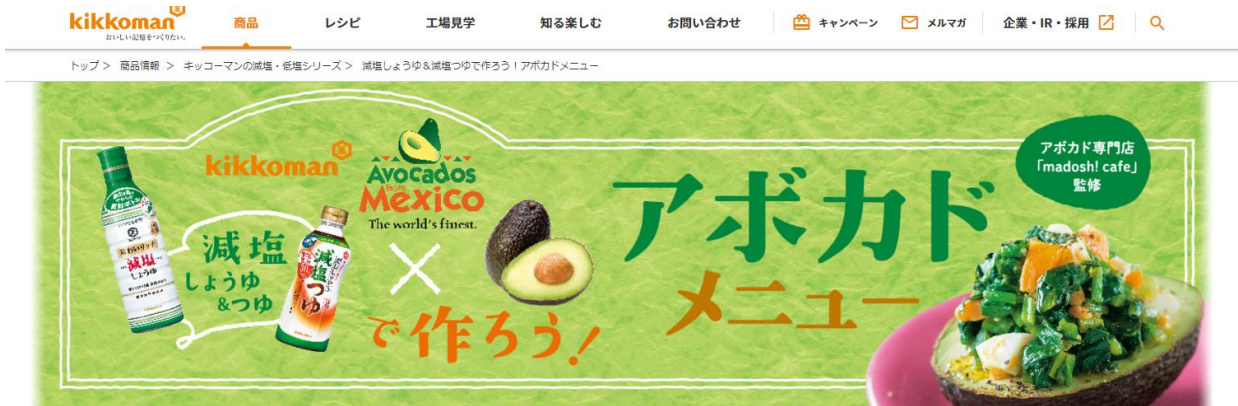 kikkoman
おいしい記憶をつくりたい。
商品
レシピ
工場見学
知る楽しむ
お問い合わせ
キャンペーン
メルマガ
企業・IR・採用
トップ > 商品情報 > キッコーマンの減塩・低塩シリーズ > 減塩しょうゆ&減塩つゆで作ろう!アボカドメニュー
kikkoman
AVOCADOS
from
MEXICO
The world's finest.
減塩
しょうゆ
&つゆ
減塩
しょうゆ
減塩
つゆ
×
で作ろう!
アボカド
メニュー
アボカド専門店
「madosh! cafe」
監修